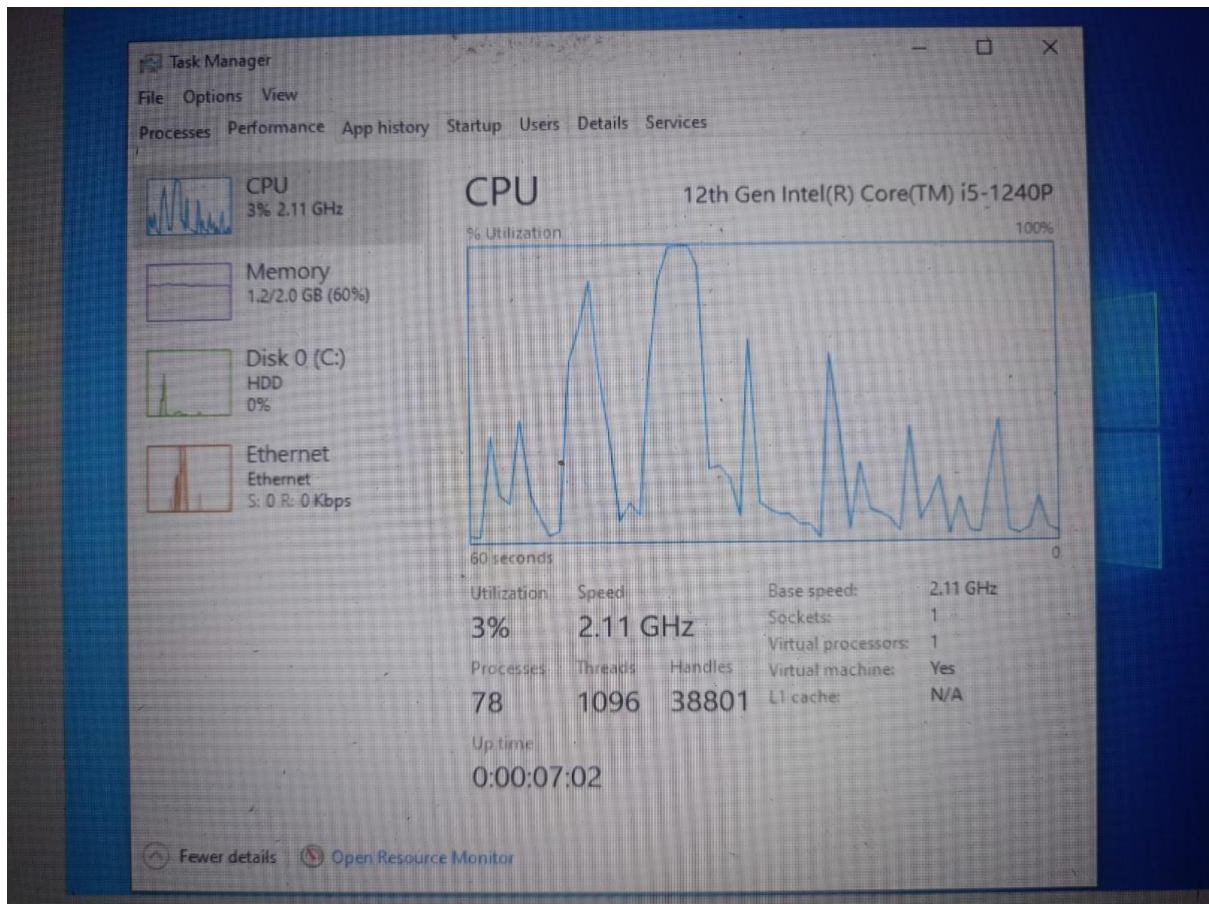 Task Manager
File Options View
Processes Performance App history Startup Users Details Services
CPU
3% 2.11 GHz
Memory
1.2/2.0 GB (60%)
Disk 0 (C:)
HDD
0%
Ethernet
Ethernet
S: 0 R: 0 Kbps
CPU
12th Gen Intel(R) Core(TM) i5-1240P
% Utilization 100%
60 seconds 0
Utilization Speed
3% 2.11 GHz
Processes Threads Handles
78 1096 38801
Up time
0:00:07:02
Base speed: 2.11 GHz
Sockets: 1
Virtual processors: 1
Virtual machine: Yes
L1 cache: N/A
Fewer details Open Resource Monitor